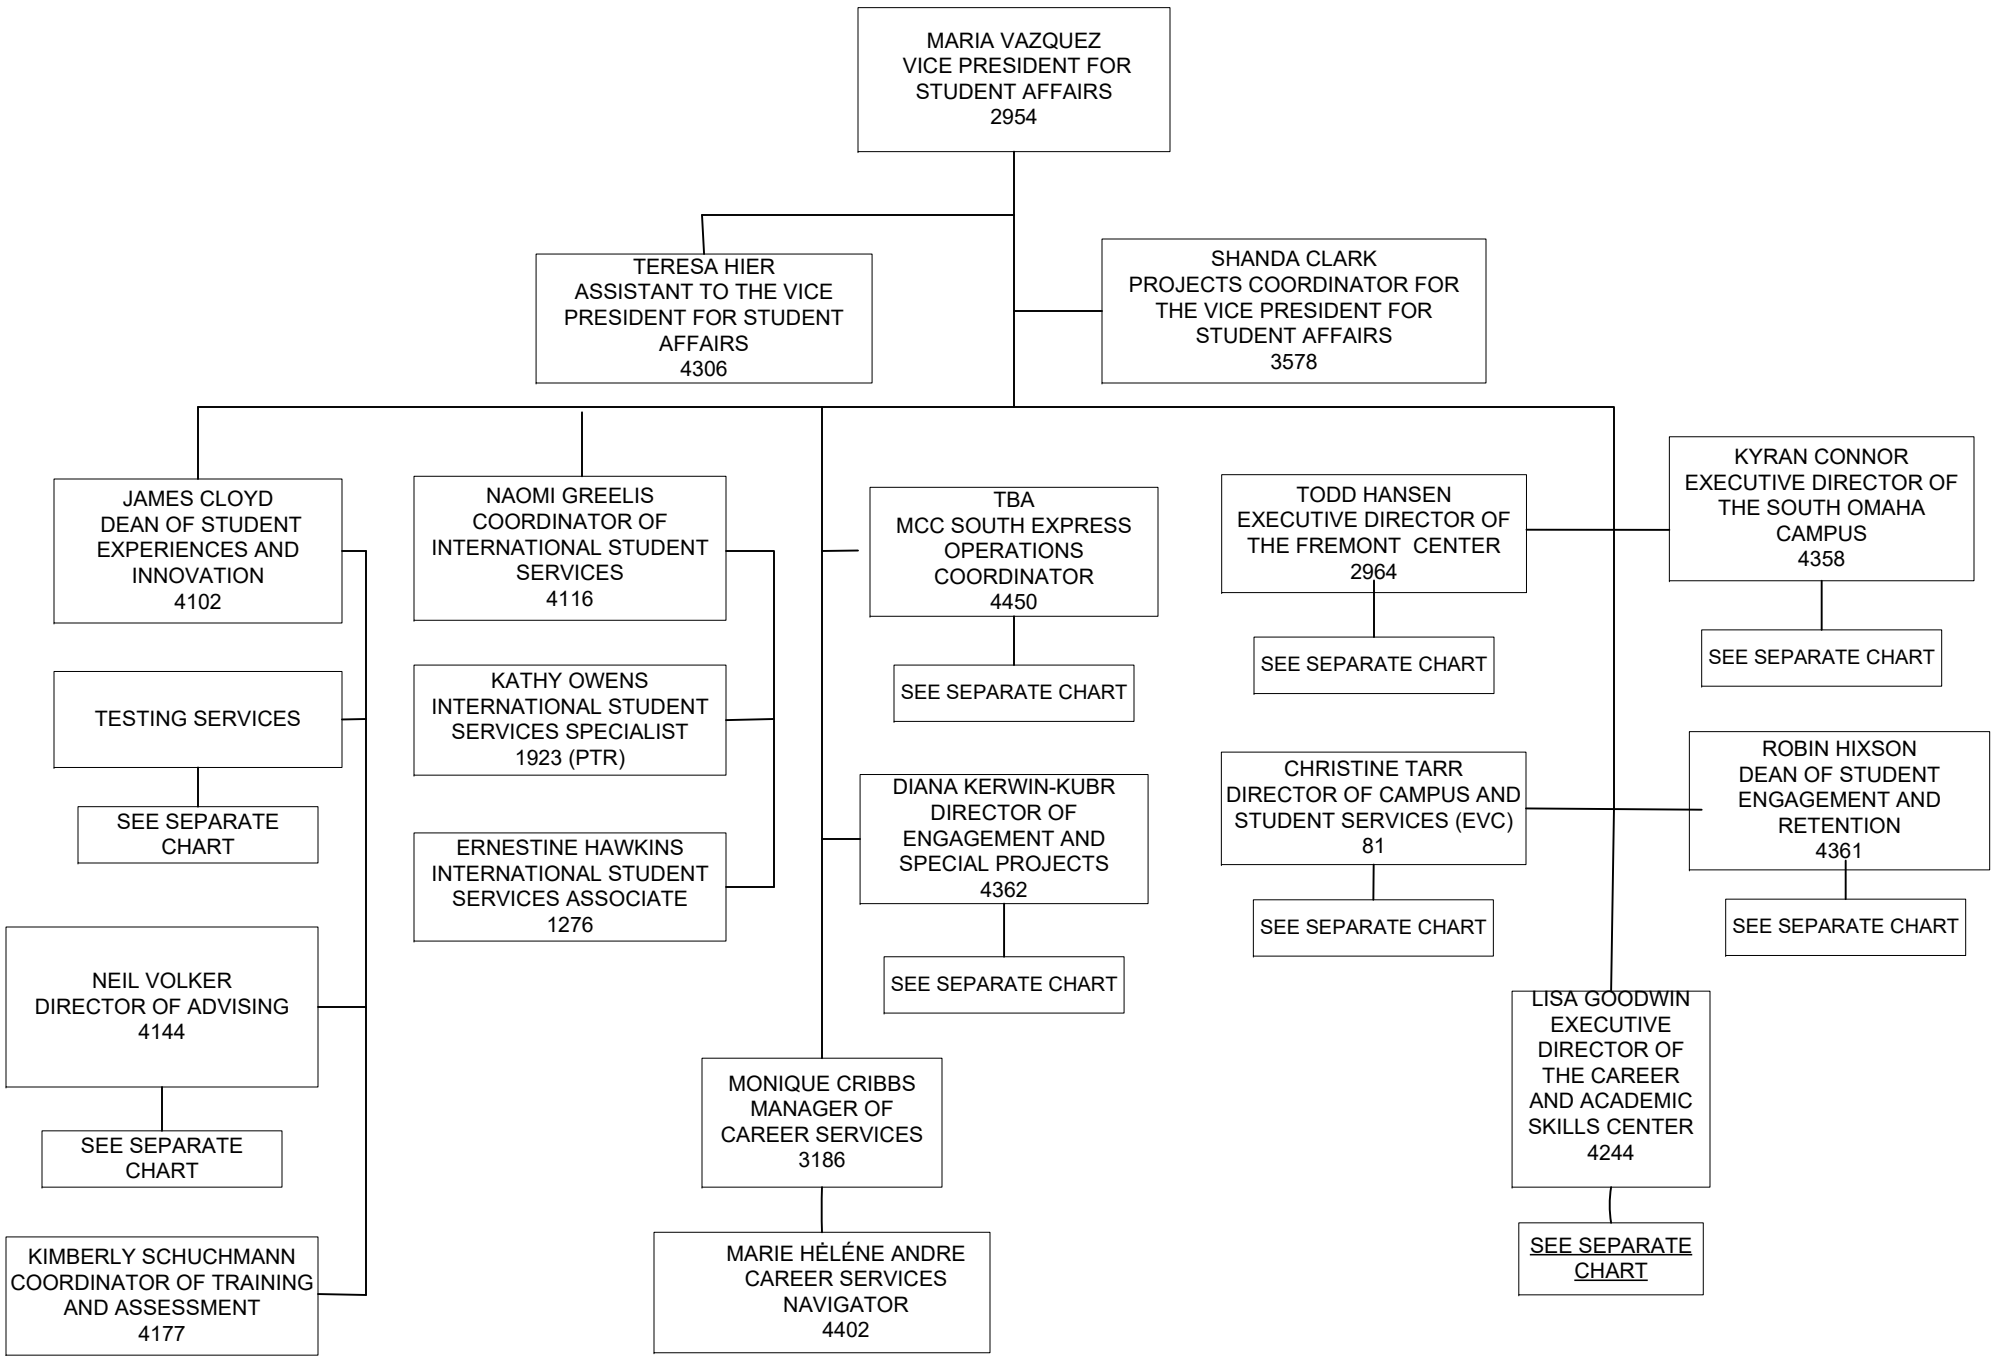 MARIA VAZQUEZ
VICE PRESIDENT FOR
STUDENT AFFAIRS
2954
TERESA HIER
ASSISTANT TO THE VICE
PRESIDENT FOR STUDENT
AFFAIRS
4306
SHANDA CLARK
PROJECTS COORDINATOR FOR
THE VICE PRESIDENT FOR
STUDENT AFFAIRS
3578
JAMES CLOYD
DEAN OF STUDENT
EXPERIENCES AND
INNOVATION
4102
TESTING SERVICES
SEE SEPARATE
CHART
NEIL VOLKER
DIRECTOR OF ADVISING
4144
SEE SEPARATE
CHART
KIMBERLY SCHUCHMANN
COORDINATOR OF TRAINING
AND ASSESSMENT
4177
NAOMI GREELIS
COORDINATOR OF
INTERNATIONAL STUDENT
SERVICES
4116
KATHY OWENS
INTERNATIONAL STUDENT
SERVICES SPECIALIST
1923 (PTR)
ERNESTINE HAWKINS
INTERNATIONAL STUDENT
SERVICES ASSOCIATE
1276
TBA
MCC SOUTH EXPRESS
OPERATIONS
COORDINATOR
4450
SEE SEPARATE CHART
DIANA KERWIN-KUBR
DIRECTOR OF
ENGAGEMENT AND
SPECIAL PROJECTS
4362
SEE SEPARATE CHART
MONIQUE CRIBBS
MANAGER OF
CAREER SERVICES
3186
MARIE HĖLÉNE ANDRE
CAREER SERVICES
NAVIGATOR
4402
TODD HANSEN
EXECUTIVE DIRECTOR OF
THE FREMONT CENTER
2964
SEE SEPARATE CHART
KYRAN CONNOR
EXECUTIVE DIRECTOR OF
THE SOUTH OMAHA
CAMPUS
4358
SEE SEPARATE CHART
CHRISTINE TARR
DIRECTOR OF CAMPUS AND
STUDENT SERVICES (EVC)
81
SEE SEPARATE CHART
ROBIN HIXSON
DEAN OF STUDENT
ENGAGEMENT AND
RETENTION
4361
SEE SEPARATE CHART
LISA GOODWIN
EXECUTIVE
DIRECTOR OF
THE CAREER
AND ACADEMIC
SKILLS CENTER
4244
SEE SEPARATE
CHART